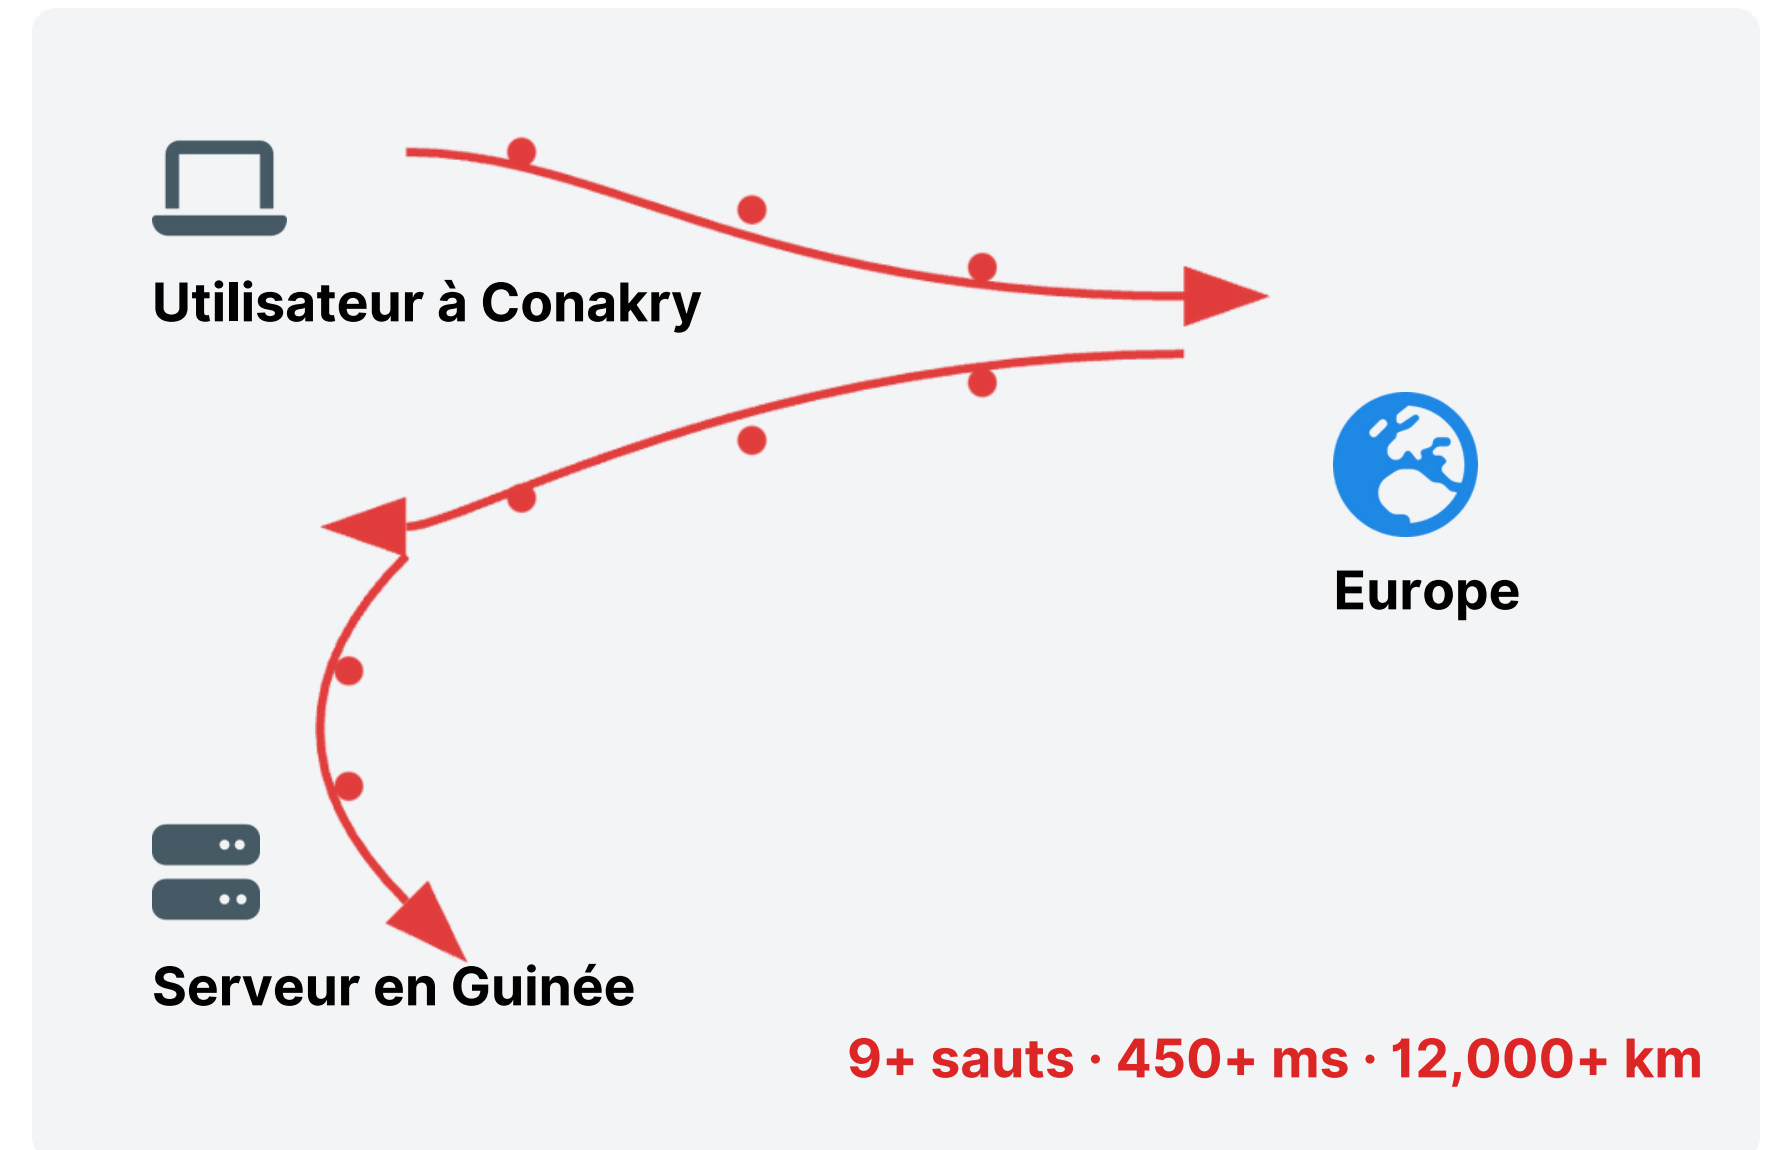 Utilisateur à Conakry
Europe
Serveur en Guinée
9+ sauts · 450+ ms · 12,000+ km